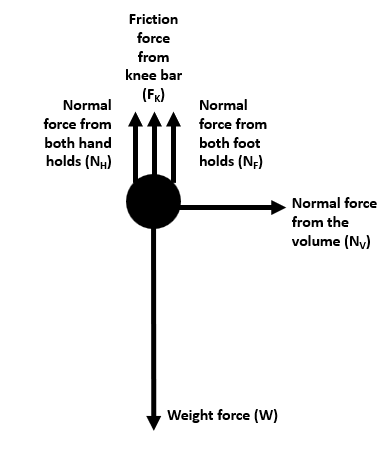 Friction
force
from
knee bar
(FK)
Normal
force from
both hand
holds (NH)
Normal
force from
both foot
holds (NF)
Normal force
from the
volume (NV)
Weight force (W)